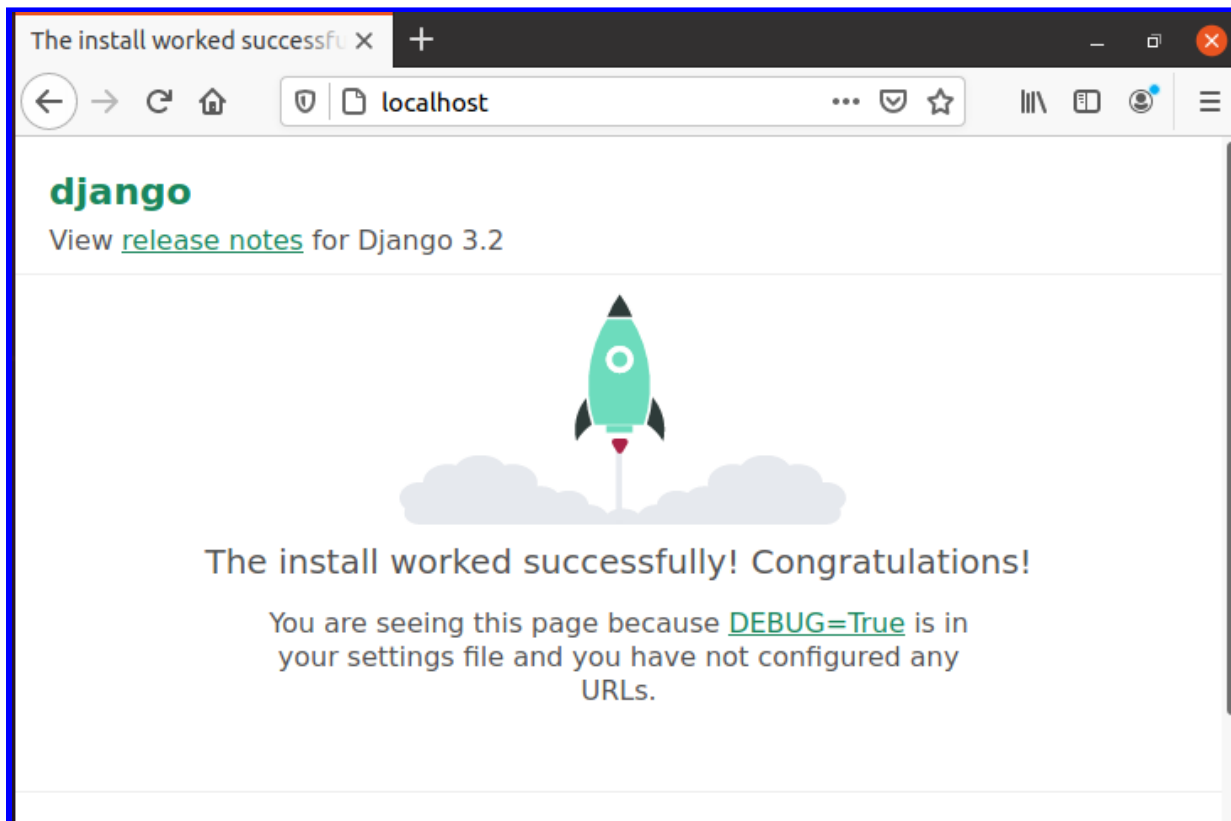 The install worked successfu
localhost
django
View release notes for Django 3.2
The install worked successfully! Congratulations!
You are seeing this page because DEBUG=True is in
your settings file and you have not configured any
URLs.